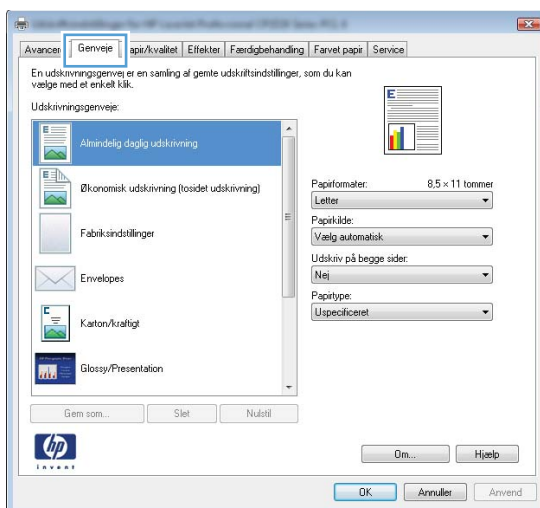 Avancer Genveje apir/kvalitet Effekter Færdigbehandling Farvet papir Service
En udskrivningsgenvej er en samling af gemte udskriftsindstillinger, som du kan
vælge med et enkelt klik.
Udskrivningsgenveje:
Almindelig daglig udskrivning
Økonomisk udskrivning (tosidet udskrivning)
Fabriksindstillinger
Envelopes
Karton/kraftigt
Glossy/Presentation
Papirformater: 8,5 × 11 tommer
Letter
Papirkilde:
Vælg automatisk
Udskriv på begge sider:
Nej
Papirtype:
Uspecificeret
Gem som... Slet Nulstil
hp
invent
Om... Hjælp
OK Annuller Anvend